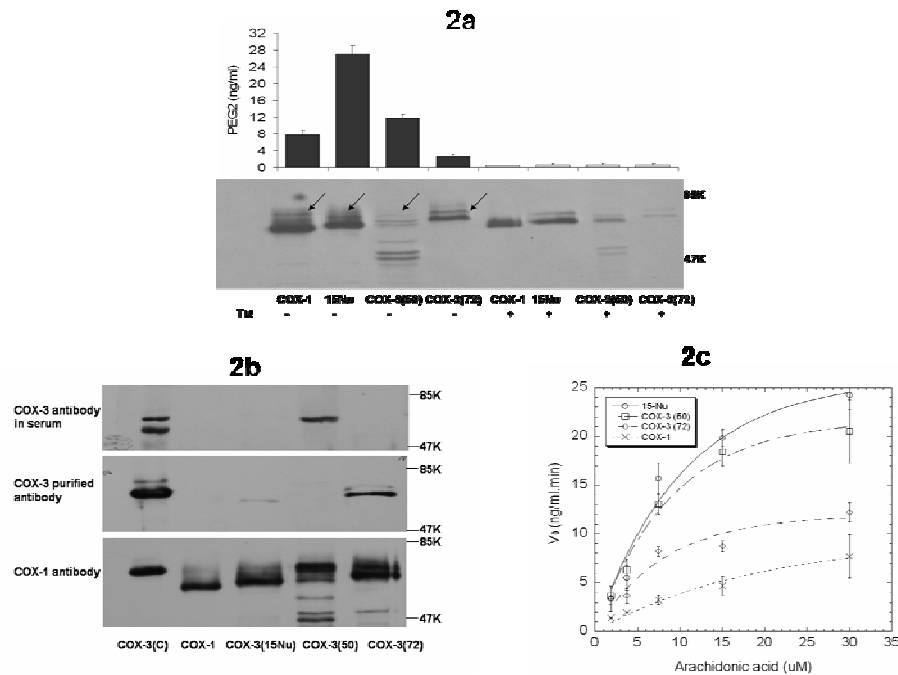 2a
PEG2 (ng/ml)
32
28
24
20
16
12
8
4
0
85K
47K
COX-1 15Nu COX-3(50) COX-3(72) COX-1 15Nu COX-3(50) COX-3(72)
- - - - + + + +
2b
COX-3 antibody in serum
85K
47K
COX-3 purified antibody
85K
47K
COX-1 antibody
85K
47K
COX-3(C) COX-1 COX-3(15Nu) COX-3(50) COX-3(72)
2c
25
20
15
10
5
0
15-Nu
COX-3 (50)
COX-3 (72)
COX-1
(ng/ml.min)
0 5 10 15 20 25 30 35
Arachidonic acid (uM)